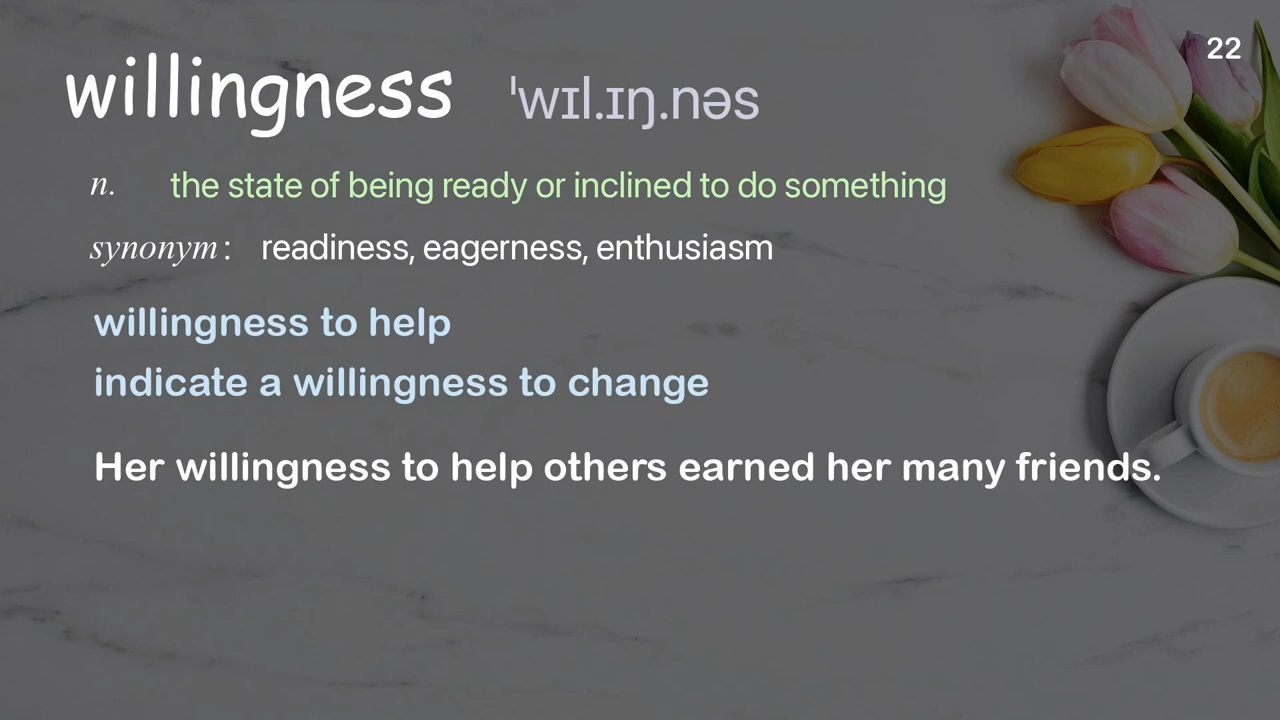 22
willingness ˈwɪl.ɪŋ.nəs
n. the state of being ready or inclined to do something
synonym: readiness, eagerness, enthusiasm
willingness to help
indicate a willingness to change
Her willingness to help others earned her many friends.